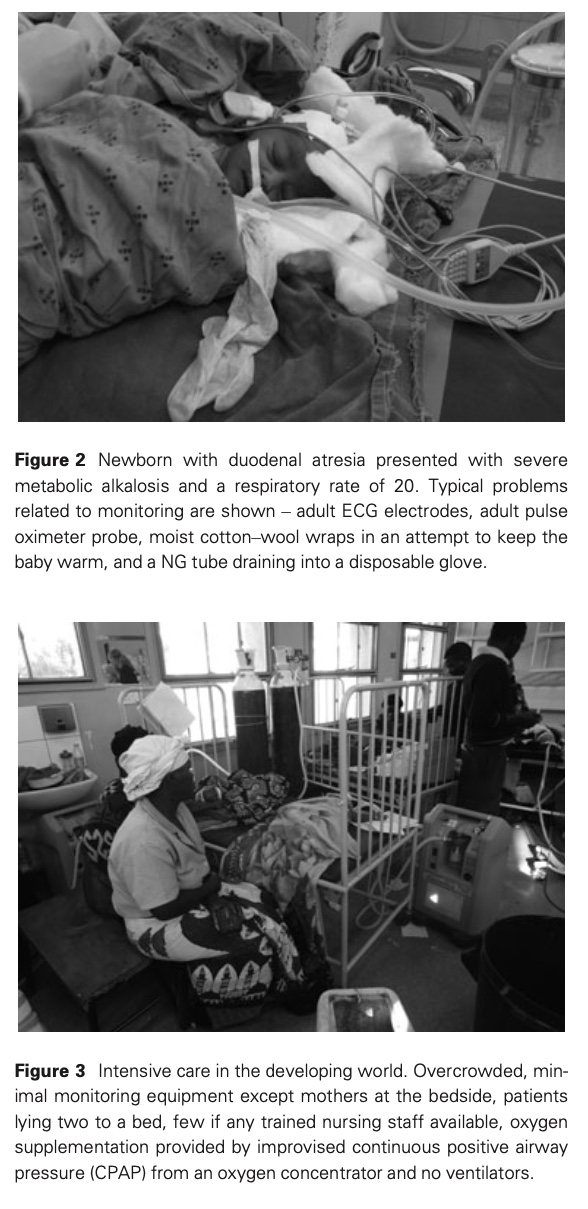 Figure 2 Newborn with duodenal atresia presented with severe
metabolic alkalosis and a respiratory rate of 20. Typical problems
related to monitoring are shown – adult ECG electrodes, adult pulse
oximeter probe, moist cotton–wool wraps in an attempt to keep the
baby warm, and a NG tube draining into a disposable glove.
Figure 3 Intensive care in the developing world. Overcrowded, min-
imal monitoring equipment except mothers at the bedside, patients
lying two to a bed, few if any trained nursing staff available, oxygen
supplementation provided by improvised continuous positive airway
pressure (CPAP) from an oxygen concentrator and no ventilators.